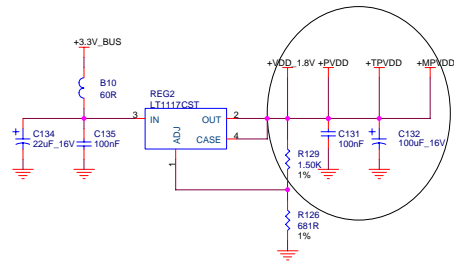 +3.3V_BUS
+VDD_1.8V
+PVDD
+TPVDD
+MPVDD
B10
60R
REG2
LT1117CST
3
IN
OUT
2
ADJ
CASE
4
1
C134
22uF_16V
C135
100nF
R129
1.50K
1%
C131
100nF
C132
100uF_16V
R126
681R
1%